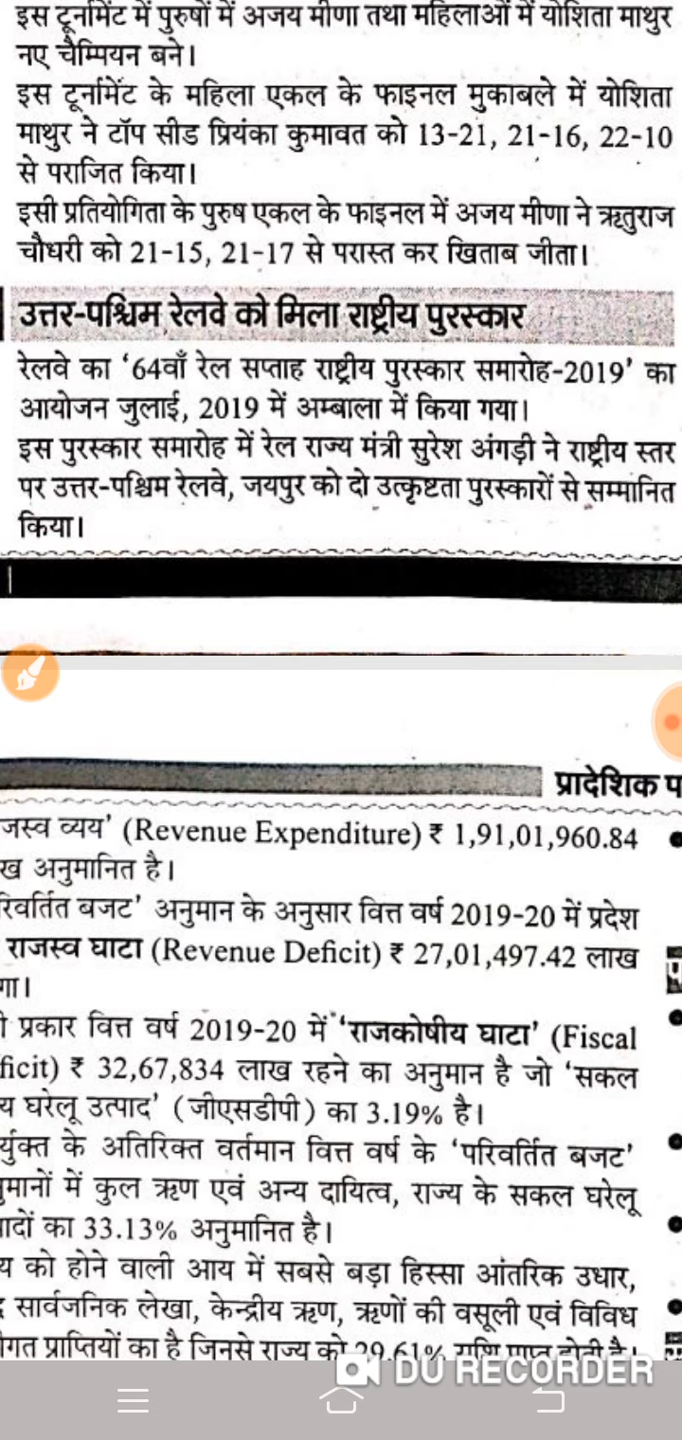 इस टूर्नामेंट में पुरुषों में अजय मीणा तथा महिलाओं में योशिता माथुर
नए चैम्पियन बने।
इस टूर्नामेंट के महिला एकल के फाइनल मुकाबले में योशिता
माथुर ने टॉप सीड प्रियंका कुमावत को 13-21, 21-16, 22-10
से पराजित किया।
इसी प्रतियोगिता के पुरुष एकल के फाइनल में अजय मीणा ने ऋतुराज
चौधरी को 21-15, 21-17 से परास्त कर खिताब जीता।
उत्तर-पश्चिम रेलवे को मिला राष्ट्रीय पुरस्कार
रेलवे का ‘64वाँ रेल सप्ताह राष्ट्रीय पुरस्कार समारोह-2019’ का
आयोजन जुलाई, 2019 में अम्बाला में किया गया।
इस पुरस्कार समारोह में रेल राज्य मंत्री सुरेश अंगड़ी ने राष्ट्रीय स्तर
पर उत्तर-पश्चिम रेलवे, जयपुर को दो उत्कृष्टता पुरस्कारों से सम्मानित
किया।
प्रादेशिक प
जस्व व्यय’ (Revenue Expenditure) ₹ 1,91,01,960.84
ख अनुमानित है।
रिवर्तित बजट’ अनुमान के अनुसार वित्त वर्ष 2019-20 में प्रदेश
राजस्व घाटा (Revenue Deficit) ₹ 27,01,497.42 लाख
गा।
ी प्रकार वित्त वर्ष 2019-20 में ‘राजकोषीय घाटा’ (Fiscal
ficit) ₹ 32,67,834 लाख रहने का अनुमान है जो ‘सकल
य घरेलू उत्पाद’ (जीएसडीपी) का 3.19% है।
र्युक्त के अतिरिक्त वर्तमान वित्त वर्ष के ‘परिवर्तित बजट’
नुमानों में कुल ऋण एवं अन्य दायित्व, राज्य के सकल घरेलू
पादों का 33.13% अनुमानित है।
य को होने वाली आय में सबसे बड़ा हिस्सा आंतरिक उधार,
सार्वजनिक लेखा, केन्द्रीय ऋण, ऋणों की वसूली एवं विविध
ीगत प्राप्तियों का है जिनसे राज्य को 29.61% राशि प्राप्त होती है।
DU RECORDER